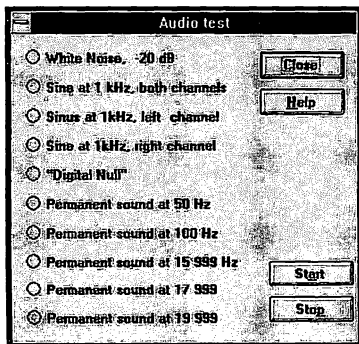 Audio test
White Noise, -20 dB
Close
Sine at 1 kHz, both channels
Help
Sinus at 1kHz, left channel
Sine at 1kHz, right channel
"Digital Null"
Permanent sound at 50 Hz
Permanent sound at 100 Hz
Permanent sound at 15 999 Hz
Start
Permanent sound at 17 999
Stop
Permanent sound at 19 999